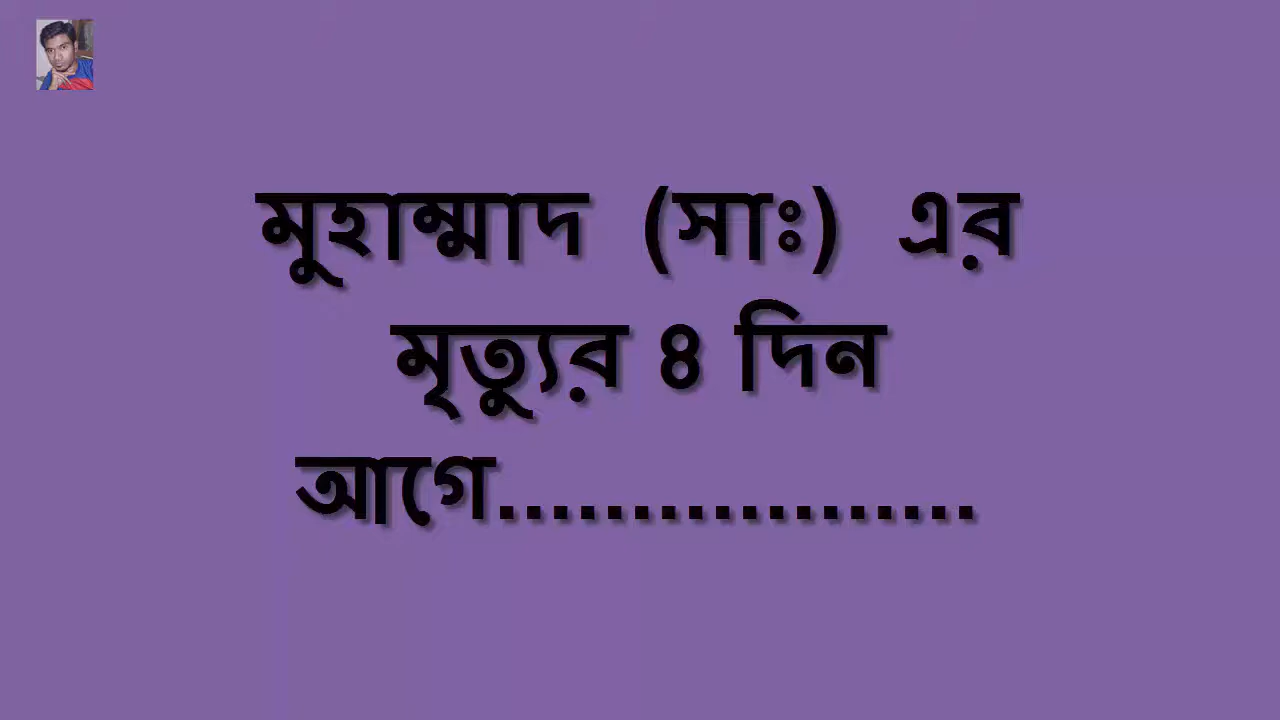 মুহাম্মাদ (সাঃ) এর
মৃত্যুর ৪ দিন
আগে..................